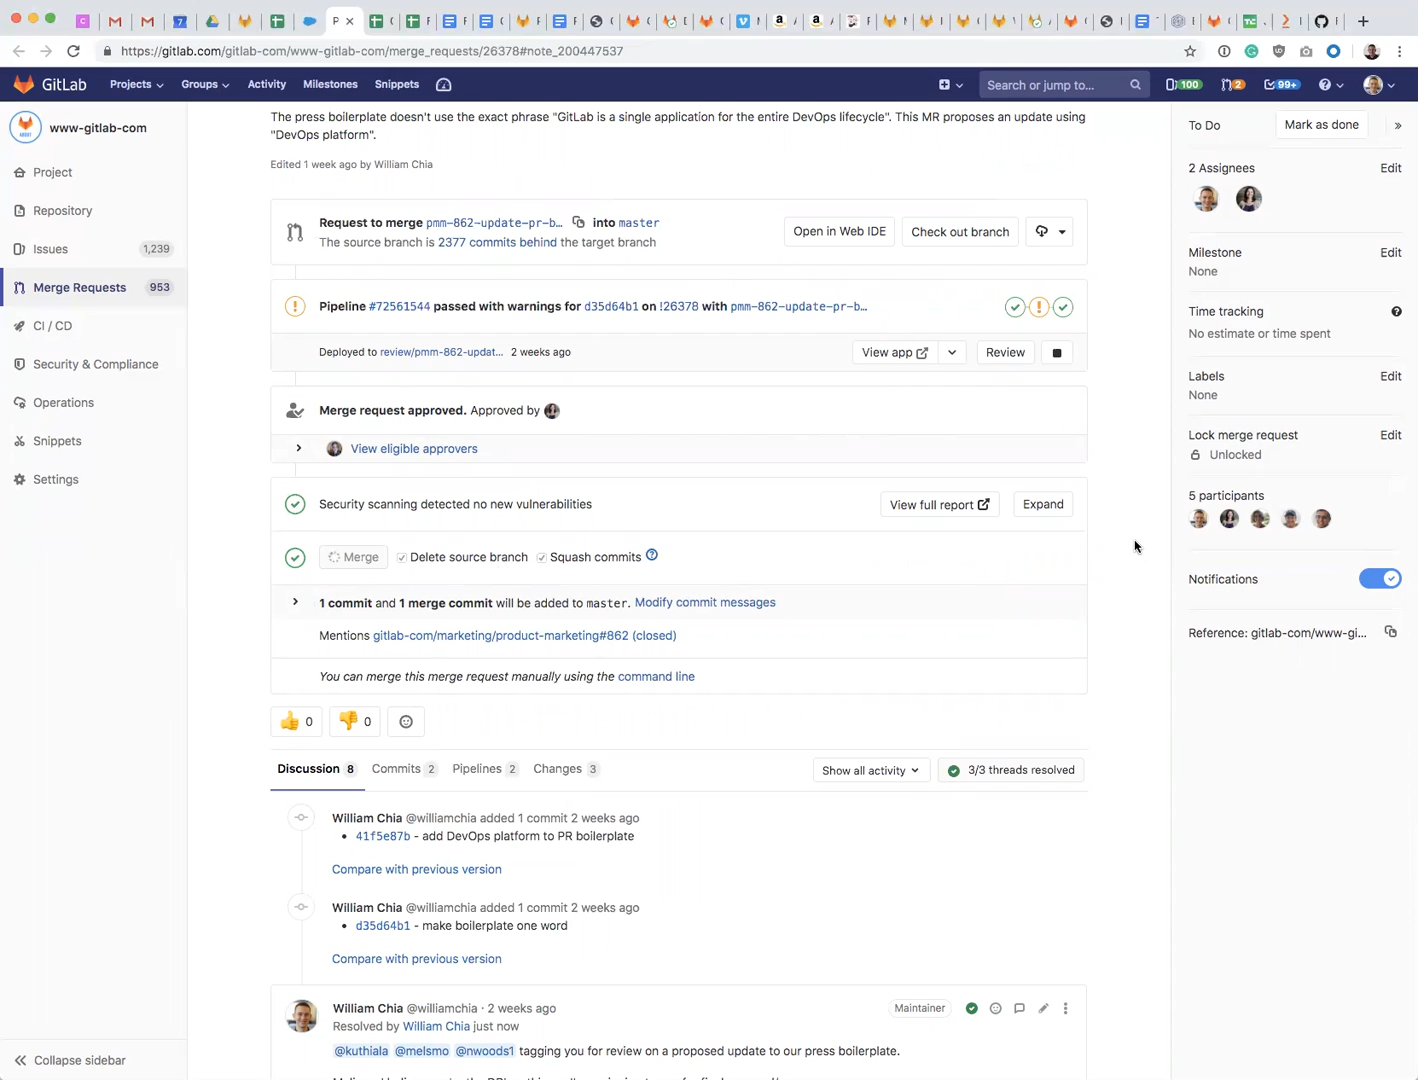 C
7
P
https://gitlab.com/gitlab-com/www-gitlab-com/merge_requests/26378#note_200447537
GitLab Projects Groups Activity Milestones Snippets Search or jump to... 100 2 99+
www-gitlab-com
Project
Repository
Issues 1,239
Merge Requests 953
CI / CD
Security & Compliance
Operations
Snippets
Settings
Collapse sidebar
The press boilerplate doesn't use the exact phrase "GitLab is a single application for the entire DevOps lifecycle". This MR proposes an update using
"DevOps platform".
Edited 1 week ago by William Chia
Request to merge pmm-862-update-pr-b... into master
The source branch is 2377 commits behind the target branch
Open in Web IDE Check out branch
Pipeline #72561544 passed with warnings for d35d64b1 on !26378 with pmm-862-update-pr-b...
Deployed to review/pmm-862-updat... 2 weeks ago View app Review
Merge request approved. Approved by
View eligible approvers
Security scanning detected no new vulnerabilities View full report Expand
Merge Delete source branch Squash commits
1 commit and 1 merge commit will be added to master. Modify commit messages
Mentions gitlab-com/marketing/product-marketing#862 (closed)
You can merge this merge request manually using the command line
0 0
Discussion 8 Commits 2 Pipelines 2 Changes 3 Show all activity 3/3 threads resolved
William Chia @williamchia added 1 commit 2 weeks ago
41f5e87b - add DevOps platform to PR boilerplate
Compare with previous version
William Chia @williamchia added 1 commit 2 weeks ago
d35d64b1 - make boilerplate one word
Compare with previous version
William Chia @williamchia · 2 weeks ago Maintainer
Resolved by William Chia just now
@kuthiala @melsmo @nwoods1 tagging you for review on a proposed update to our press boilerplate.
To Do Mark as done
2 Assignees Edit
Milestone Edit
None
Time tracking
No estimate or time spent
Labels Edit
None
Lock merge request Edit
Unlocked
5 participants
Notifications
Reference: gitlab-com/www-gi...